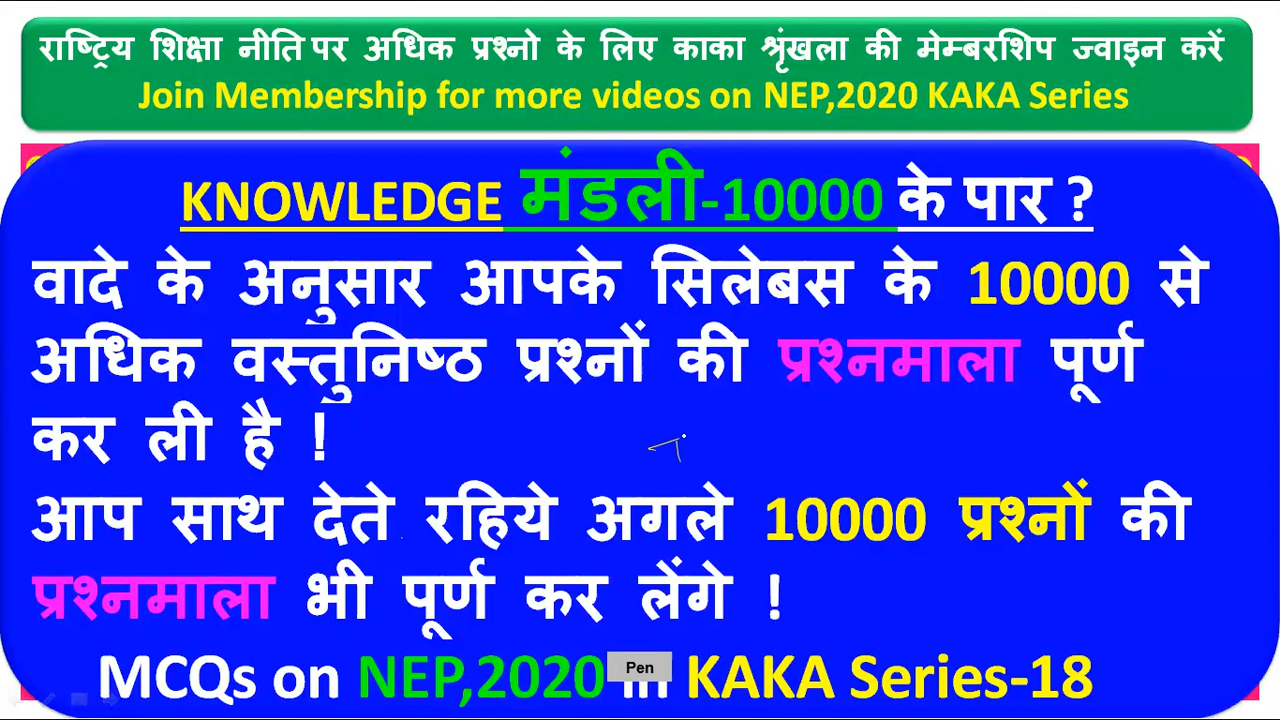 राष्ट्रिय शिक्षा नीति पर अधिक प्रश्नो के लिए काका श्रृंखला की मेम्बरशिप ज्वाइन करें
Join Membership for more videos on NEP,2020 KAKA Series
KNOWLEDGE मंडली-10000 के पार ?
वादे के अनुसार आपके सिलेबस के 10000 से
अधिक वस्तुनिष्ठ प्रश्नों की प्रश्नमाला पूर्ण
कर ली है !
आप साथ देते रहिये अगले 10000 प्रश्नों की
प्रश्नमाला भी पूर्ण कर लेंगे !
MCQs on NEP,2020 in KAKA Series-18
Pen